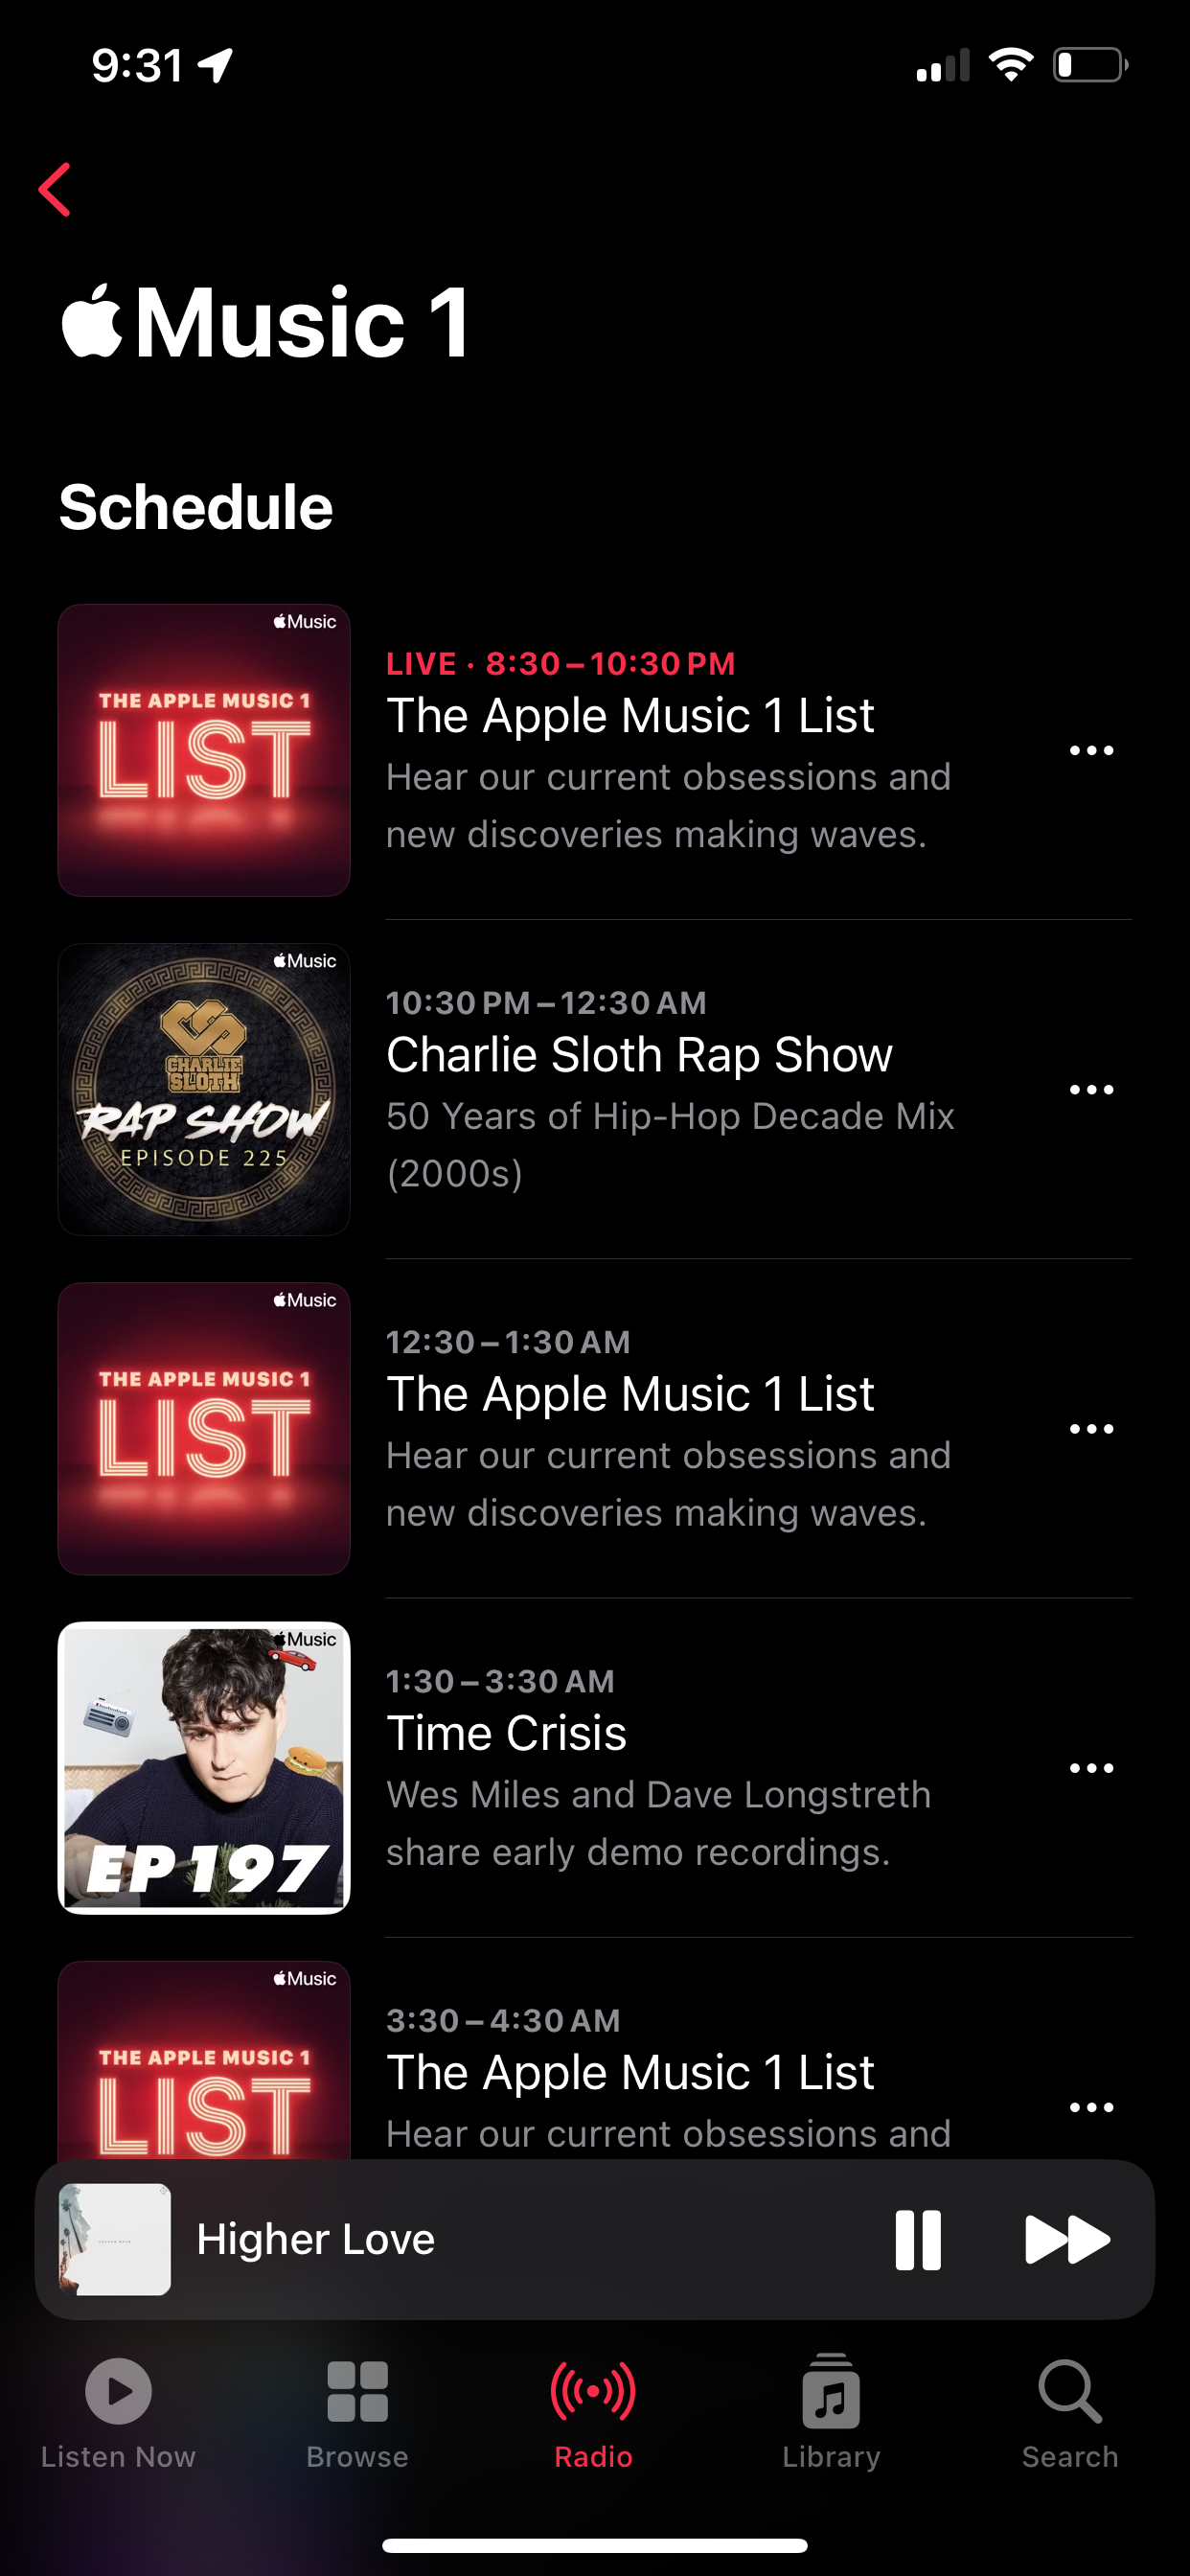 9:31
Music 1
Schedule
Music
THE APPLE MUSIC 1
LIST
LIVE · 8:30 – 10:30 PM
The Apple Music 1 List
Hear our current obsessions and
new discoveries making waves.
Music
CHARLIE
SLOTH
RAP SHOW
EPISODE 225
10:30 PM – 12:30 AM
Charlie Sloth Rap Show
50 Years of Hip-Hop Decade Mix
(2000s)
Music
THE APPLE MUSIC 1
LIST
12:30 – 1:30 AM
The Apple Music 1 List
Hear our current obsessions and
new discoveries making waves.
Music
EP 197
1:30 – 3:30 AM
Time Crisis
Wes Miles and Dave Longstreth
share early demo recordings.
Music
THE APPLE MUSIC 1
LIST
3:30 – 4:30 AM
The Apple Music 1 List
Hear our current obsessions and
Higher Love
Listen Now
Browse
Radio
Library
Search